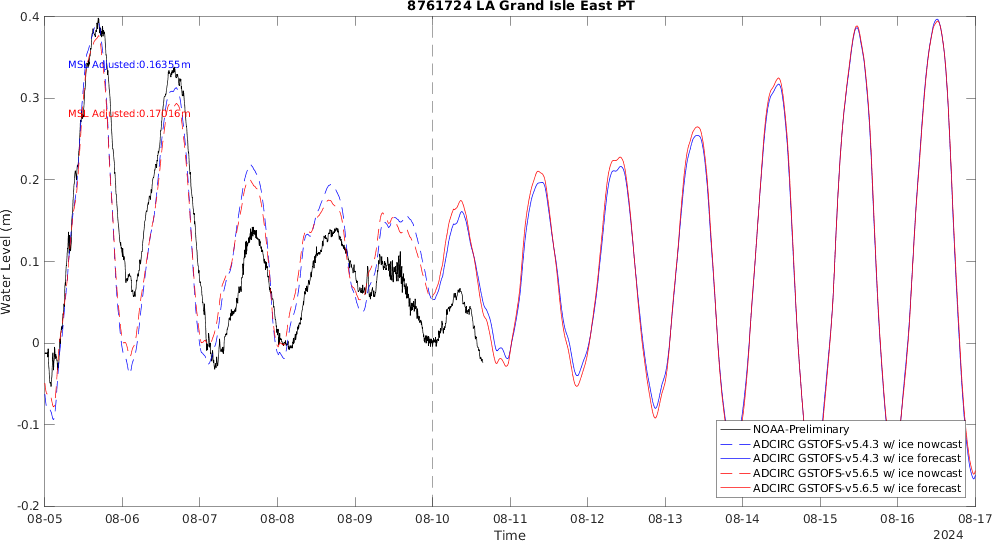 8761724 LA Grand Isle East PT
Water Level (m)
0.4
0.3
0.2
0.1
0
-0.1
-0.2
MSL Adjusted:0.16355m
MSL Adjusted:0.17016m
NOAA-Preliminary
ADCIRC GSTOFS-v5.4.3 w/ ice nowcast
ADCIRC GSTOFS-v5.4.3 w/ ice forecast
ADCIRC GSTOFS-v5.6.5 w/ ice nowcast
ADCIRC GSTOFS-v5.6.5 w/ ice forecast
08-05 08-06 08-07 08-08 08-09 08-10 08-11 08-12 08-13 08-14 08-15 08-16 08-17
Time
2024